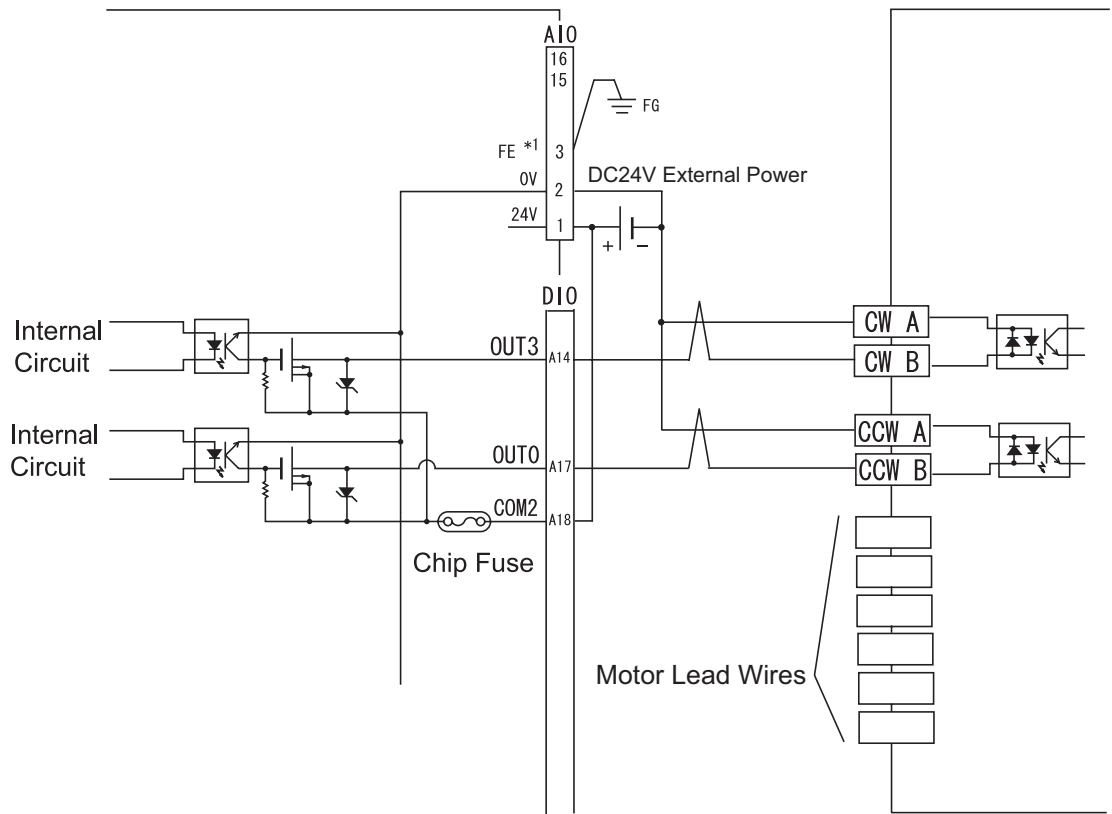 AIO
16
15
FG
FE *1
3
0V
2
DC24V External Power
24V
1
+
−
DIO
Internal
Circuit
OUT3
A14
CW A
CW B
Internal
Circuit
OUT0
A17
CCW A
CCW B
COM2
A18
Chip Fuse
Motor Lead Wires